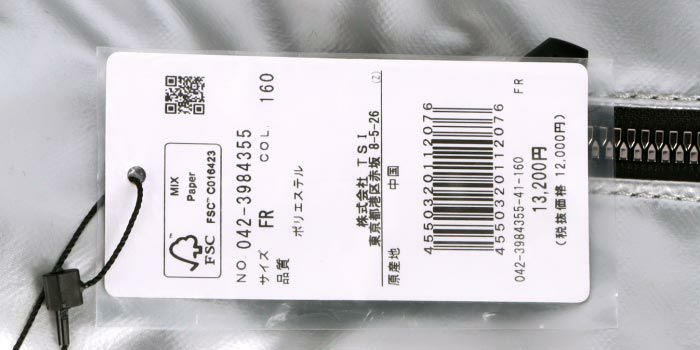 MIX
Paper
FSC™ C016423
FSC
NO 042-3984355
サイズ FR COL. 160
品質
ポリエステル
(2)
株式会社 TSI
東京都港区赤坂 8-5-26
原産地 中国
4550320112076
4550320112076
FR
042-3984355-41-160
13,200円
(税抜価格 12,000円)